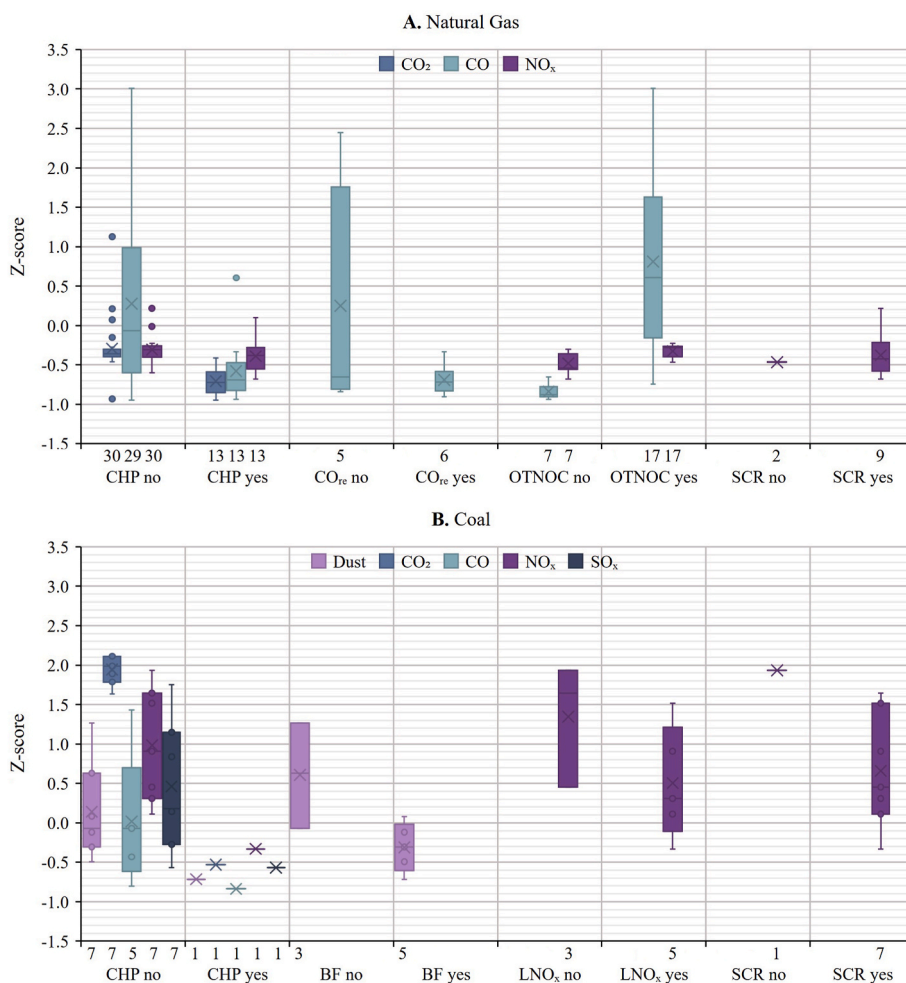 A. Natural Gas
CO₂ CO NOₓ
Z-score
3.5
3.0
2.5
2.0
1.5
1.0
0.5
0.0
-0.5
-1.0
-1.5
30 29 30 13 13 13 5 6 7 7 17 17 2 9
CHP no CHP yes COre no COre yes OTNOC no OTNOC yes SCR no SCR yes
B. Coal
Dust CO₂ CO NOₓ SOₓ
Z-score
3.5
3.0
2.5
2.0
1.5
1.0
0.5
0.0
-0.5
-1.0
-1.5
7 7 5 7 7 1 1 1 1 1 3 5 3 5 1 7
CHP no CHP yes BF no BF yes LNOₓ no LNOₓ yes SCR no SCR yes